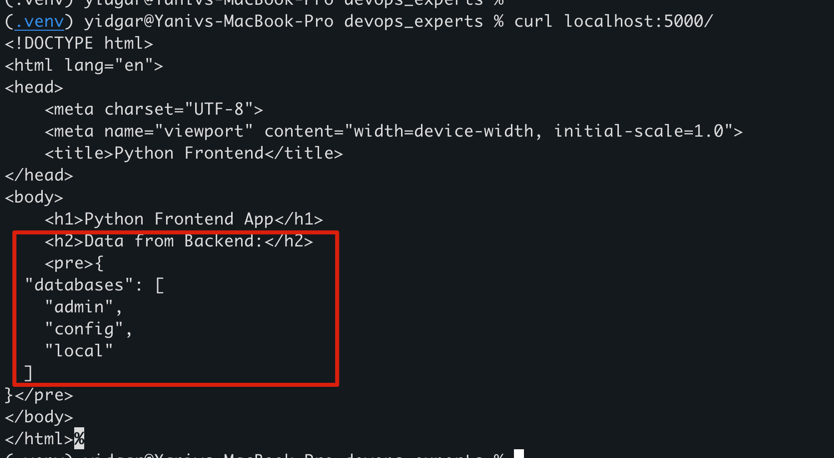 (.venv) yidgar@Yanivs-MacBook-Pro devops_experts %
(.venv) yidgar@Yanivs-MacBook-Pro devops_experts % curl localhost:5000/
<!DOCTYPE html>
<html lang="en">
<head>
    <meta charset="UTF-8">
    <meta name="viewport" content="width=device-width, initial-scale=1.0">
    <title>Python Frontend</title>
</head>
<body>
    <h1>Python Frontend App</h1>
    <h2>Data from Backend:</h2>
    <pre>{
  "databases": [
    "admin",
    "config",
    "local"
  ]
}</pre>
</body>
</html>%
(.venv) yidgar@Yanivs-MacBook-Pro devops_experts %